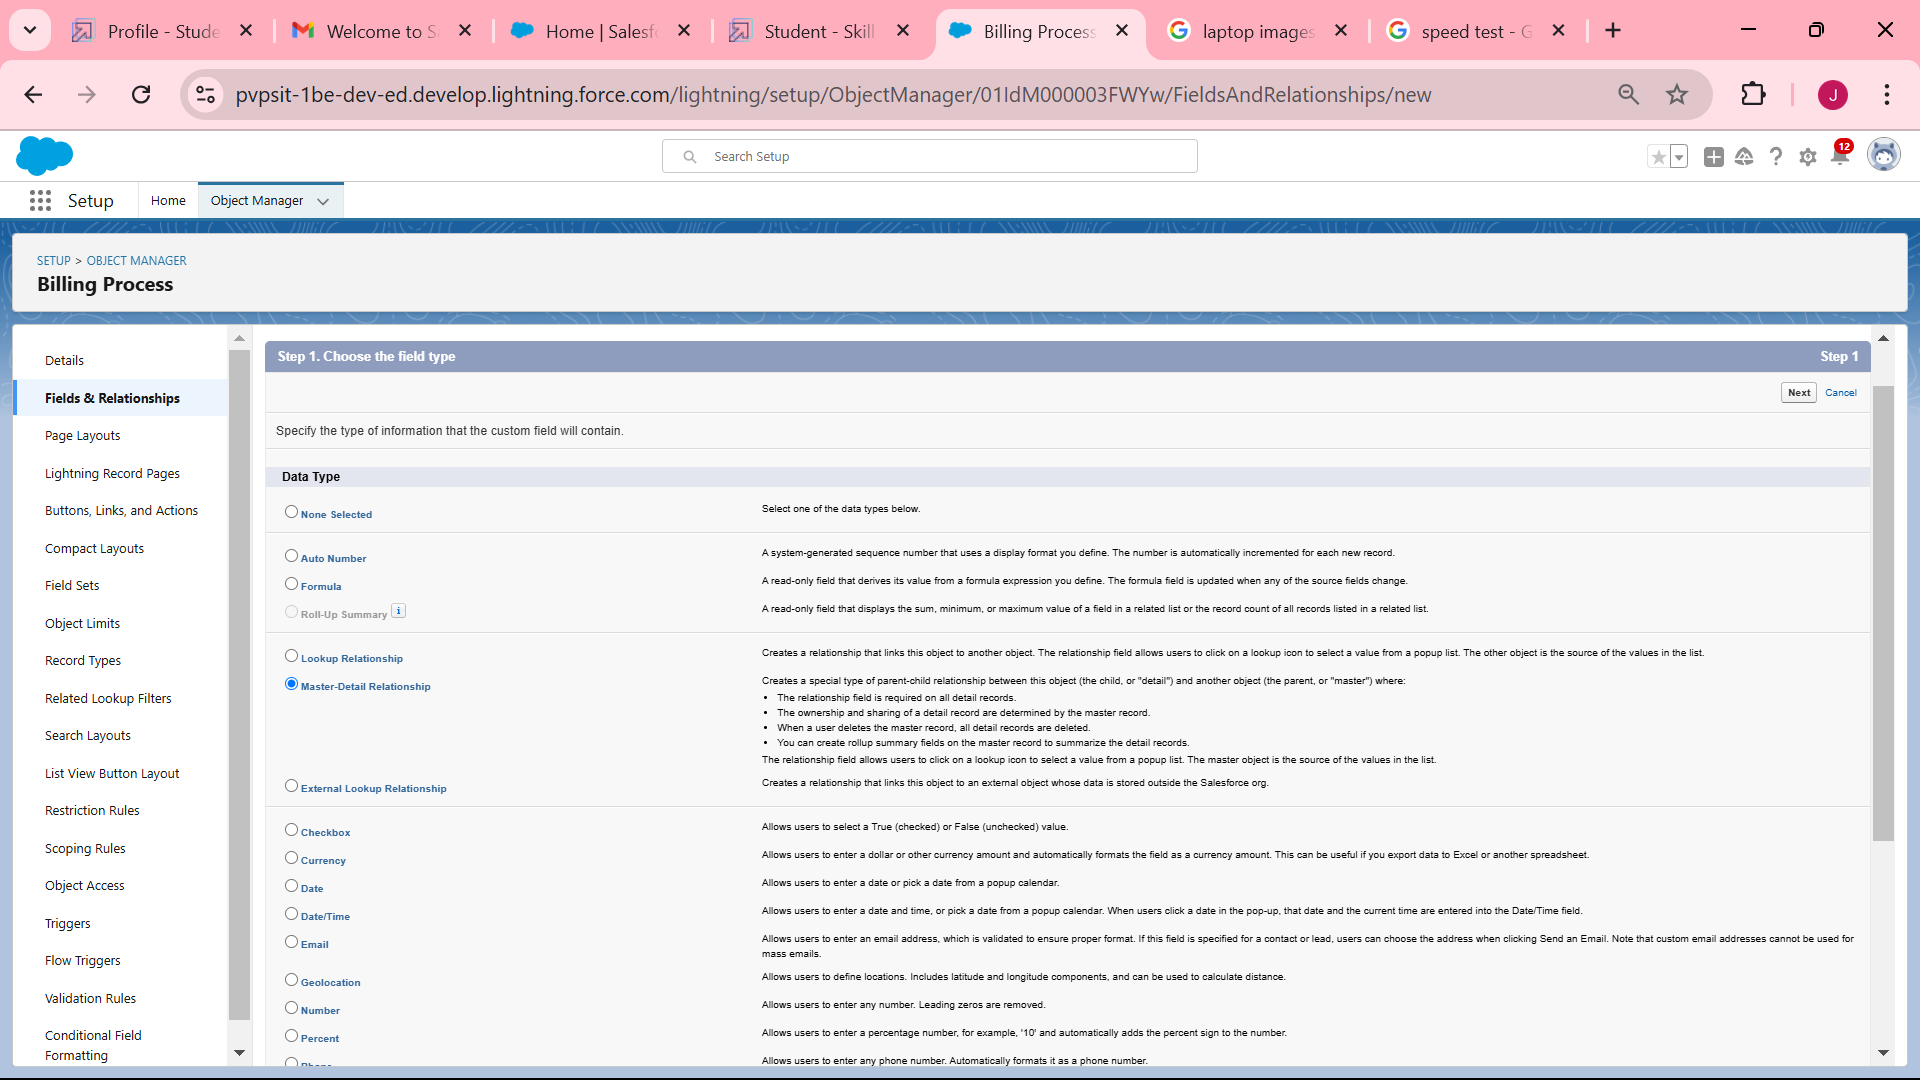 Profile - Stude
Welcome to S
Home | Salesfo
Student - Skill
Billing Process
laptop images
speed test - G
pvpsit-1be-dev-ed.develop.lightning.force.com/lightning/setup/ObjectManager/01IdM000003FWYw/FieldsAndRelationships/new
J
Search Setup
12
Setup
Home
Object Manager
SETUP > OBJECT MANAGER
Billing Process
Details
Fields & Relationships
Page Layouts
Lightning Record Pages
Buttons, Links, and Actions
Compact Layouts
Field Sets
Object Limits
Record Types
Related Lookup Filters
Search Layouts
List View Button Layout
Restriction Rules
Scoping Rules
Object Access
Triggers
Flow Triggers
Validation Rules
Conditional Field
Formatting
Step 1. Choose the field type
Step 1
Next
Cancel
Specify the type of information that the custom field will contain.
Data Type
None Selected
Select one of the data types below.
Auto Number
A system-generated sequence number that uses a display format you define. The number is automatically incremented for each new record.
Formula
A read-only field that derives its value from a formula expression you define. The formula field is updated when any of the source fields change.
Roll-Up Summary i
A read-only field that displays the sum, minimum, or maximum value of a field in a related list or the record count of all records listed in a related list.
Lookup Relationship
Creates a relationship that links this object to another object. The relationship field allows users to click on a lookup icon to select a value from a popup list. The other object is the source of the values in the list.
Master-Detail Relationship
Creates a special type of parent-child relationship between this object (the child, or "detail") and another object (the parent, or "master") where:
• The relationship field is required on all detail records.
• The ownership and sharing of a detail record are determined by the master record.
• When a user deletes the master record, all detail records are deleted.
• You can create rollup summary fields on the master record to summarize the detail records.
The relationship field allows users to click on a lookup icon to select a value from a popup list. The master object is the source of the values in the list.
External Lookup Relationship
Creates a relationship that links this object to an external object whose data is stored outside the Salesforce org.
Checkbox
Allows users to select a True (checked) or False (unchecked) value.
Currency
Allows users to enter a dollar or other currency amount and automatically formats the field as a currency amount. This can be useful if you export data to Excel or another spreadsheet.
Date
Allows users to enter a date or pick a date from a popup calendar.
Date/Time
Allows users to enter a date and time, or pick a date from a popup calendar. When users click a date in the pop-up, that date and the current time are entered into the Date/Time field.
Email
Allows users to enter an email address, which is validated to ensure proper format. If this field is specified for a contact or lead, users can choose the address when clicking Send an Email. Note that custom email addresses cannot be used for
mass emails.
Geolocation
Allows users to define locations. Includes latitude and longitude components, and can be used to calculate distance.
Number
Allows users to enter any number. Leading zeros are removed.
Percent
Allows users to enter a percentage number, for example, '10' and automatically adds the percent sign to the number.
Phone
Allows users to enter any phone number. Automatically formats it as a phone number.